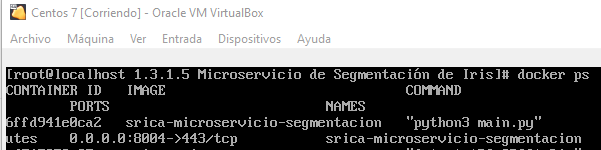 Centos 7 [Corriendo] - Oracle VM VirtualBox
Archivo Máquina Ver Entrada Dispositivos Ayuda
[root@localhost 1.3.1.5 Microservicio de Segmentación de Iris]# docker ps
CONTAINER ID IMAGE COMMAND
PORTS NAMES
6ffd941e0ca2 srica-microservicio-segmentacion "python3 main.py"
utes 0.0.0.0:8004->443/tcp srica-microservicio-segmentacion